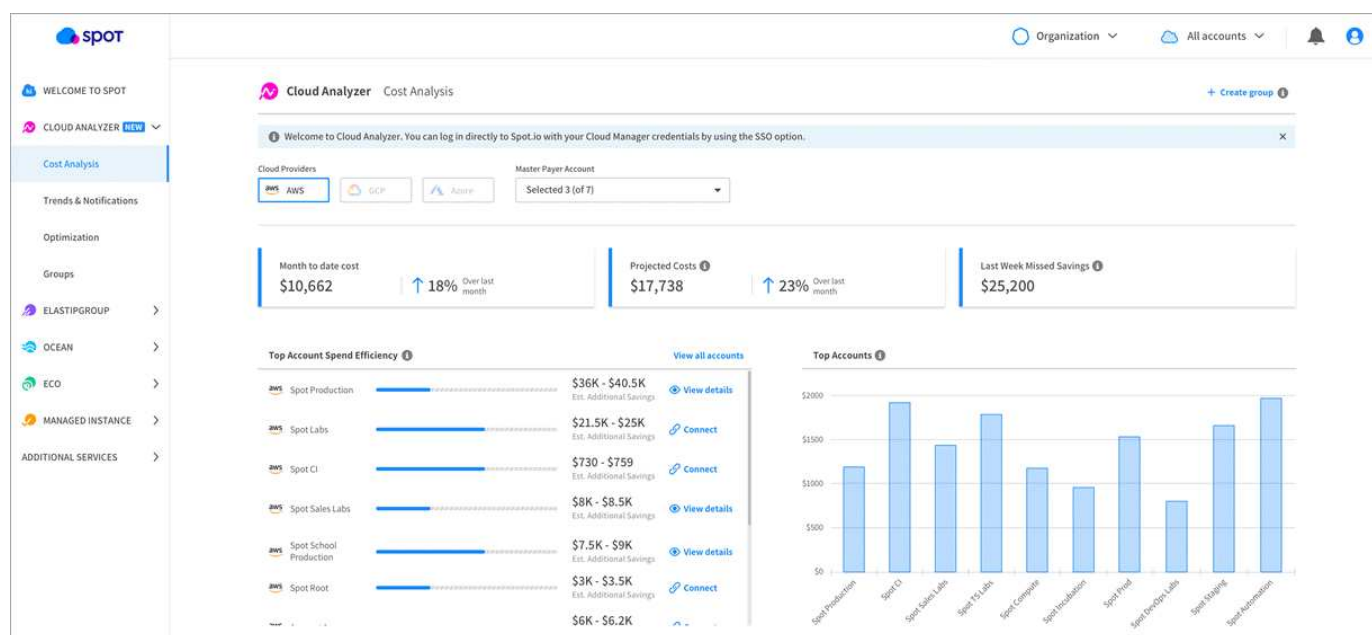 spot
Organization
All accounts
WELCOME TO SPOT
CLOUD ANALYZER NEW
Cost Analysis
Trends & Notifications
Optimization
Groups
ELASTIGROUP
OCEAN
ECO
MANAGED INSTANCE
ADDITIONAL SERVICES
Cloud Analyzer Cost Analysis
+ Create group
Welcome to Cloud Analyzer. You can log in directly to Spot.io with your Cloud Manager credentials by using the SSO option.
Cloud Providers
aws AWS
GCP
Azure
Master Payer Account
Selected 3 (of 7)
Month to date cost
$10,662
18% Over last
month
Projected Costs
$17,738
23% Over last
month
Last Week Missed Savings
$25,200
Top Account Spend Efficiency
View all accounts
aws Spot Production
$36K - $40.5K
Est. Additional Savings
View details
aws Spot Labs
$21.5K - $25K
Est. Additional Savings
Connect
aws Spot CI
$730 - $759
Est. Additional Savings
Connect
aws Spot Sales Labs
$8K - $8.5K
Est. Additional Savings
View details
aws Spot School
Production
$7.5K - $9K
Est. Additional Savings
View details
aws Spot Root
$3K - $3.5K
Est. Additional Savings
Connect
$6K - $6.2K
Top Accounts
$2000
$1500
$1000
$500
$0
Spot Production
Spot CI
Spot Sales Labs
Spot TS Labs
Spot Compute
Spot Incubation
Spot Prod
Spot DevOps Labs
Spot Staging
Spot Automation